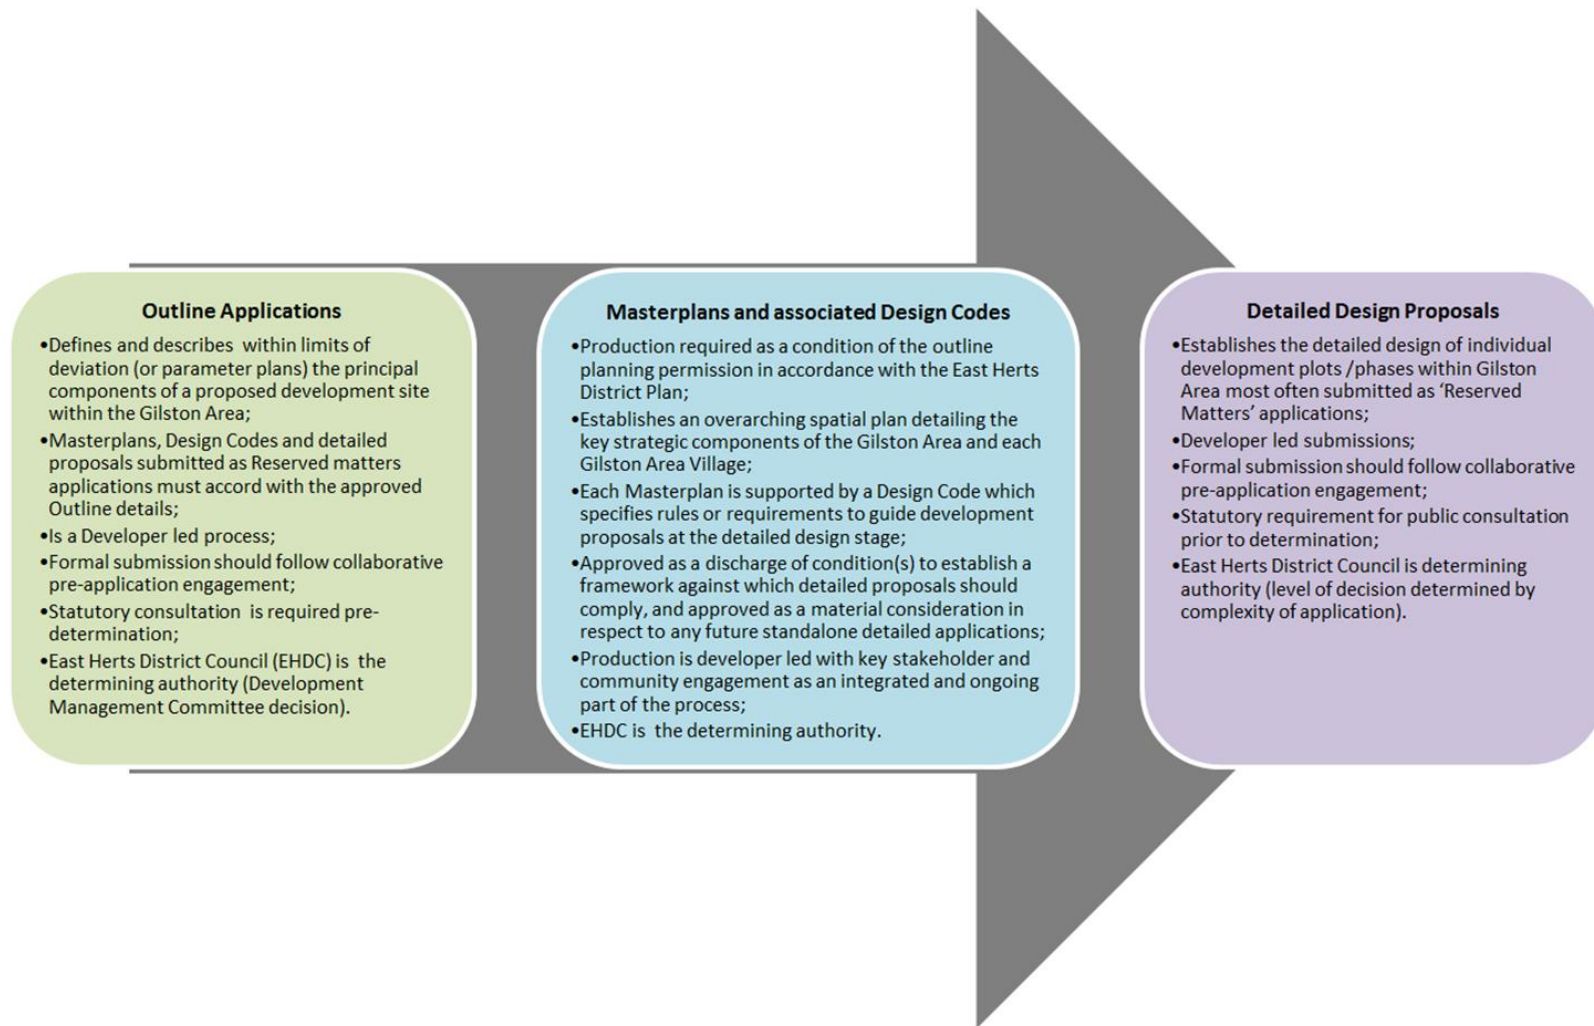 Outline Applications
•Defines and describes within limits of
deviation (or parameter plans) the principal
components of a proposed development site
within the Gilston Area;
•Masterplans, Design Codes and detailed
proposals submitted as Reserved matters
applications must accord with the approved
Outline details;
•Is a Developer led process;
•Formal submission should follow collaborative
pre-application engagement;
•Statutory consultation is required pre-
determination;
•East Herts District Council (EHDC) is the
determining authority (Development
Management Committee decision).
Masterplans and associated Design Codes
•Production required as a condition of the outline
planning permission in accordance with the East Herts
District Plan;
•Establishes an overarching spatial plan detailing the
key strategic components of the Gilston Area and each
Gilston Area Village;
•Each Masterplan is supported by a Design Code which
specifies rules or requirements to guide development
proposals at the detailed design stage;
•Approved as a discharge of condition(s) to establish a
framework against which detailed proposals should
comply, and approved as a material consideration in
respect to any future standalone detailed applications;
•Production is developer led with key stakeholder and
community engagement as an integrated and ongoing
part of the process;
•EHDC is the determining authority.
Detailed Design Proposals
•Establishes the detailed design of individual
development plots /phases within Gilston
Area most often submitted as ‘Reserved
Matters’ applications;
•Developer led submissions;
•Formal submission should follow collaborative
pre-application engagement;
•Statutory requirement for public consultation
prior to determination;
•East Herts District Council is determining
authority (level of decision determined by
complexity of application).